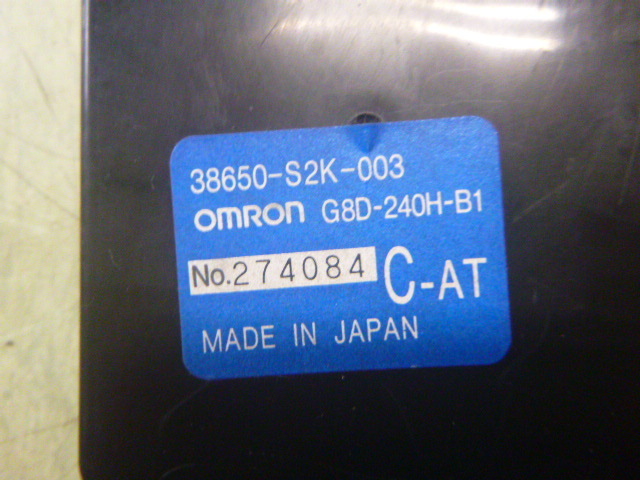 38650-S2K-003
OMRON G8D-240H-B1
No.274084 C-AT
MADE IN JAPAN